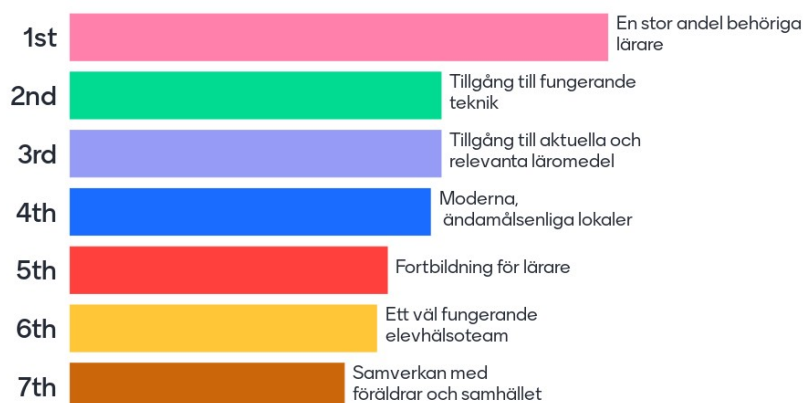 1st
En stor andel behöriga
lärare
2nd
Tillgång till fungerande
teknik
3rd
Tillgång till aktuella och
relevanta läromedel
4th
Moderna,
ändamålsenliga lokaler
5th
Fortbildning för lärare
6th
Ett väl fungerande
elevhälsoteam
7th
Samverkan med
föräldrar och samhället